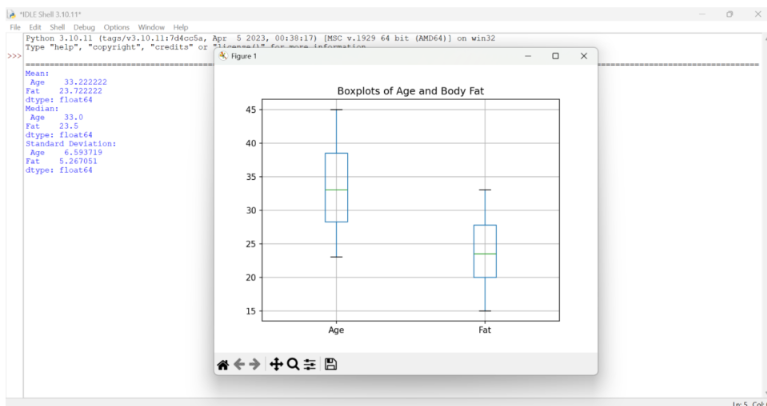 *IDLE Shell 3.10.11*
File Edit Shell Debug Options Window Help
Python 3.10.11 (tags/v3.10.11:7d4cc5a, Apr 5 2023, 00:38:17) [MSC v.1929 64 bit (AMD64)] on win32
Type "help", "copyright", "credits" or "license()" for more information
>>>
Mean:
Age 33.222222
Fat 23.722222
dtype: float64
Median:
Age 33.0
Fat 23.5
dtype: float64
Standard Deviation:
Age 6.593719
Fat 5.267051
dtype: float64
Figure 1
Boxplots of Age and Body Fat
45
40
35
30
25
20
15
Age Fat
Ln: 5 Col: